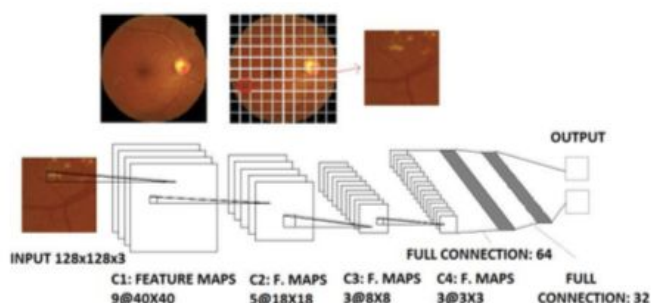 OUTPUT
INPUT 128x128x3
FULL CONNECTION: 64
C1: FEATURE MAPS
9@40X40
C2: F. MAPS
5@18X18
C3: F. MAPS
3@8X8
C4: F. MAPS
3@3X3
FULL
CONNECTION: 32